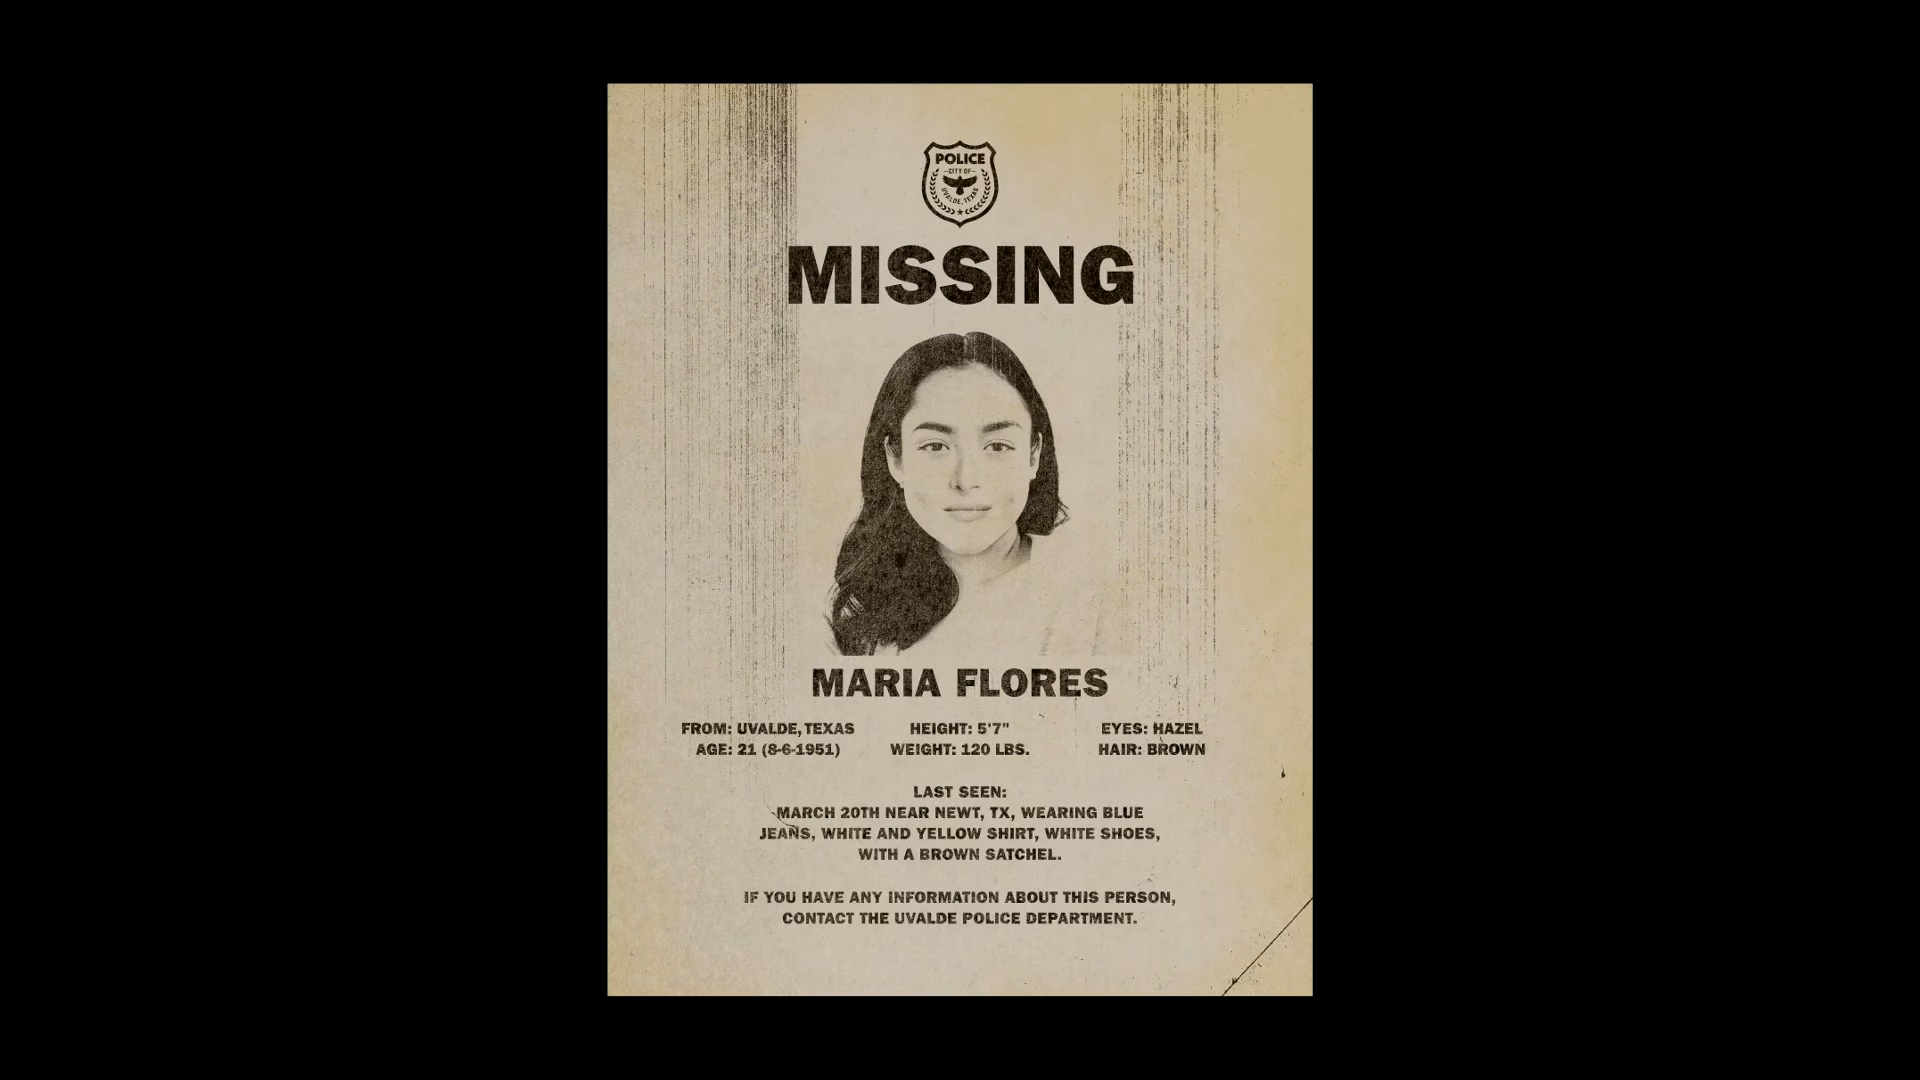 POLICE
CITY OF
UVALDE, TEXAS
MISSING
MARIA FLORES
FROM: UVALDE, TEXAS
AGE: 21 (8-6-1951)
HEIGHT: 5'7"
WEIGHT: 120 LBS.
EYES: HAZEL
HAIR: BROWN
LAST SEEN:
MARCH 20TH NEAR NEWT, TX, WEARING BLUE
JEANS, WHITE AND YELLOW SHIRT, WHITE SHOES,
WITH A BROWN SATCHEL.
IF YOU HAVE ANY INFORMATION ABOUT THIS PERSON,
CONTACT THE UVALDE POLICE DEPARTMENT.